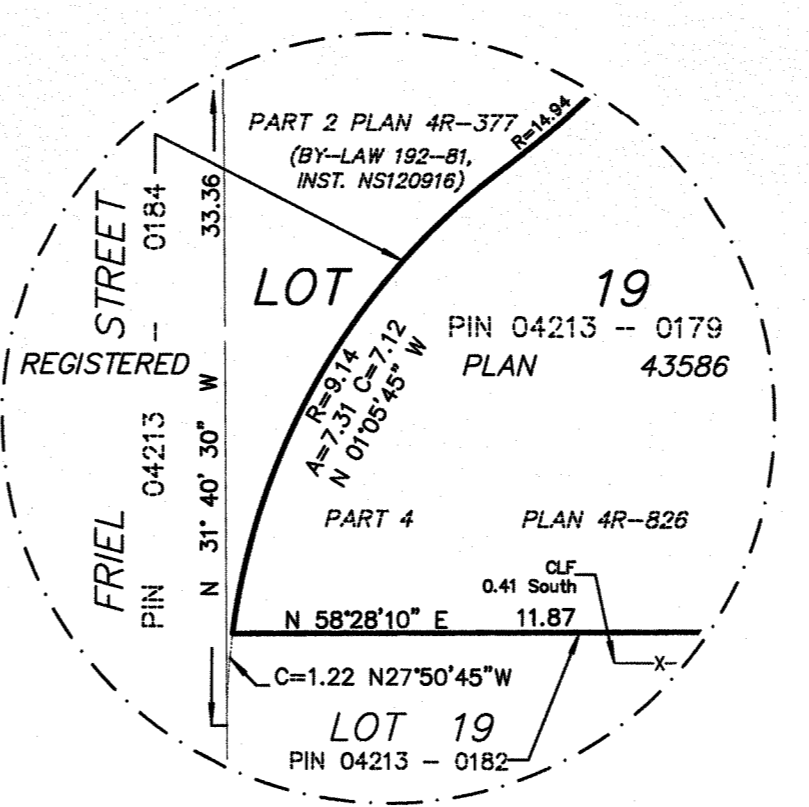 PART 2 PLAN 4R-377
(BY-LAW 192-81,
INST. NS120916)
R=14.94
33.36
FRIEL STREET
PIN 04213 - 0184
REGISTERED
N 31° 40' 30" W
LOT 19
PIN 04213 -- 0179
PLAN 43586
R=9.14
A=7.31 C=7.12
N 01°05'45" W
PART 4 PLAN 4R-826
CLF
0.41 South
N 58°28'10" E 11.87
X
C=1.22 N27°50'45"W
LOT 19
PIN 04213 - 0182